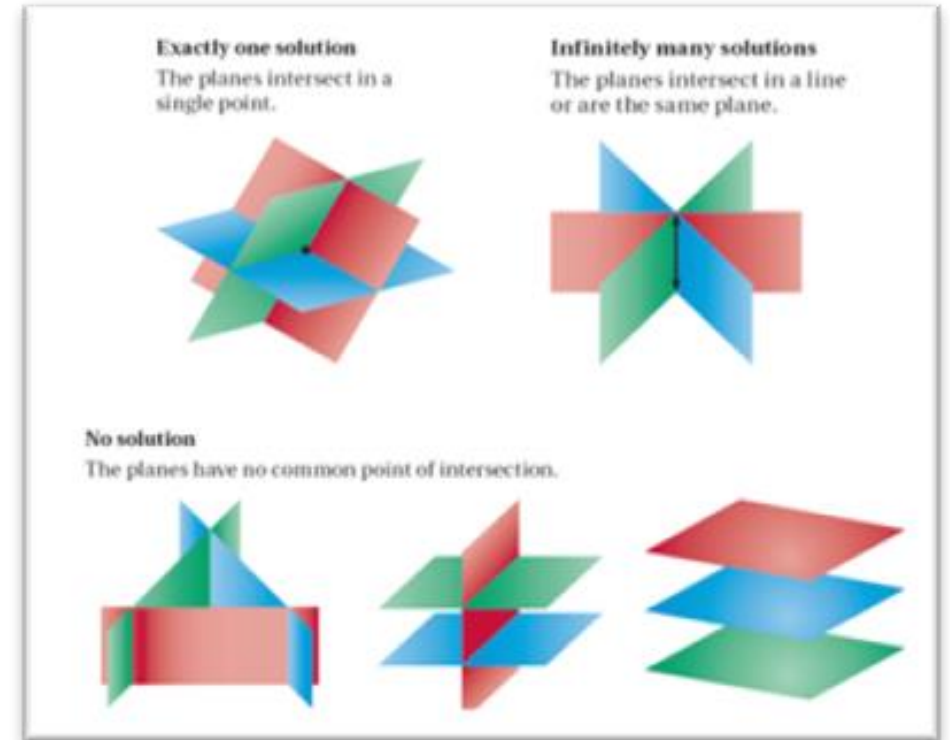 Exactly one solution
The planes intersect in a
single point.
Infinitely many solutions
The planes intersect in a line
or are the same plane.
No solution
The planes have no common point of intersection.